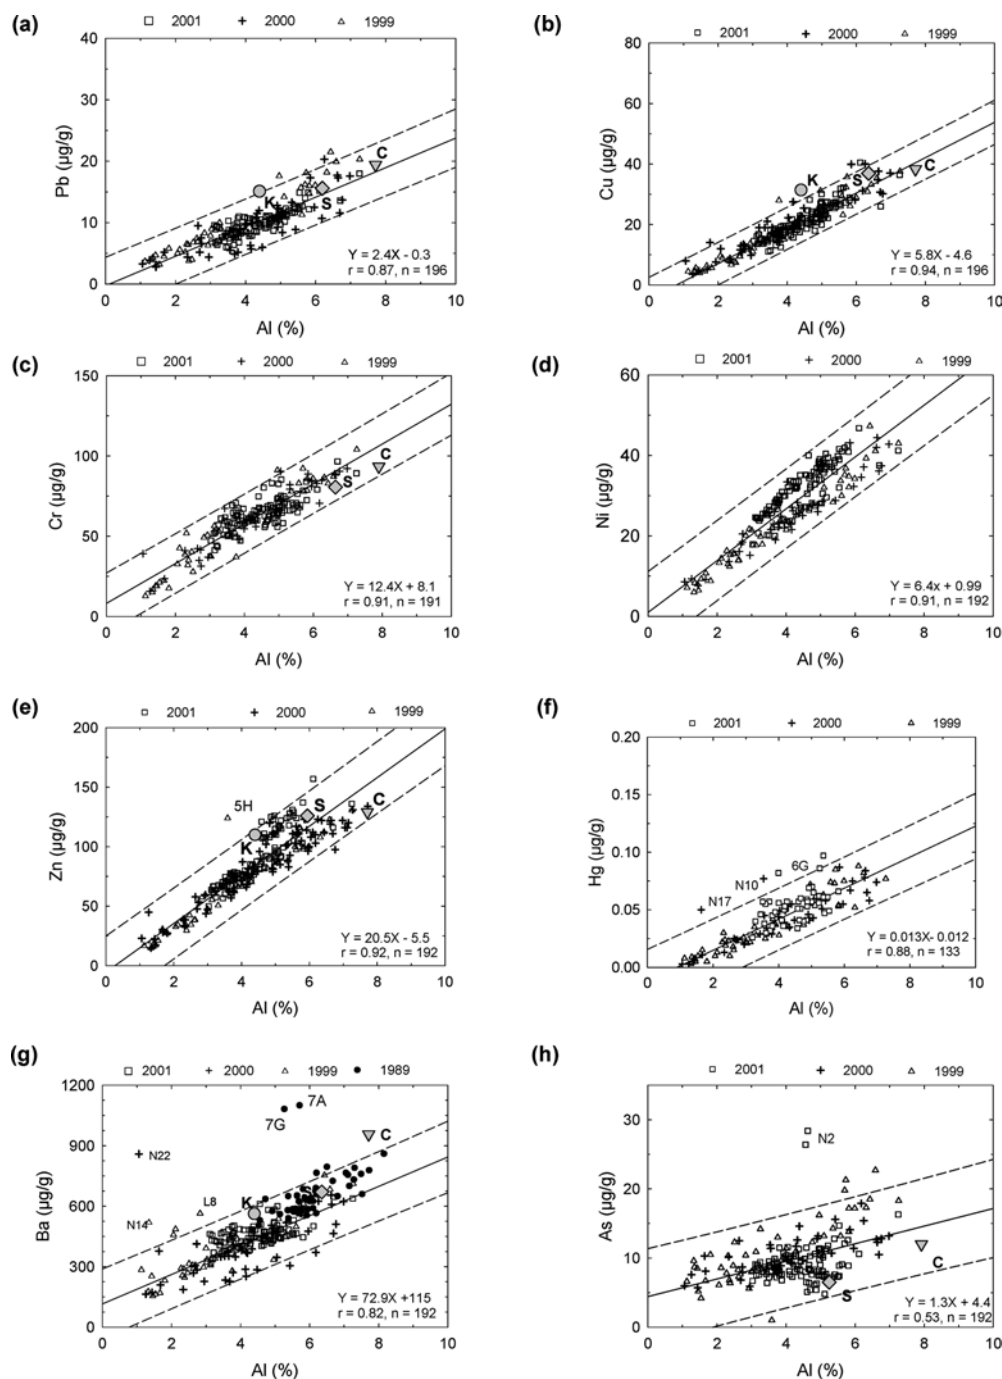 (a)
2001 2000 1999
40
30
20
10
0
Pb (µg/g)
C
K
S
Y = 2.4X - 0.3
r = 0.87, n = 196
0 2 4 6 8 10
Al (%)
(b)
2001 2000 1999
80
60
40
20
0
Cu (µg/g)
K
S
C
Y = 5.8X - 4.6
r = 0.94, n = 196
0 2 4 6 8 10
Al (%)
(c)
2001 2000 1999
150
100
50
0
Cr (µg/g)
C
S
Y = 12.4X + 8.1
r = 0.91, n = 191
0 2 4 6 8 10
Al (%)
(d)
2001 2000 1999
60
40
20
0
Ni (µg/g)
Y = 6.4x + 0.99
r = 0.91, n = 192
0 2 4 6 8 10
Al (%)
(e)
2001 2000 1999
200
150
100
50
0
Zn (µg/g)
5H
S
C
K
Y = 20.5X - 5.5
r = 0.92, n = 192
0 2 4 6 8 10
Al (%)
(f)
2001 2000 1999
0.20
0.15
0.10
0.05
0.00
Hg (µg/g)
6G
N10
N17
Y = 0.013X- 0.012
r = 0.88, n = 133
0 2 4 6 8 10
Al (%)
(g)
2001 2000 1999 1989
1200
900
600
300
0
Ba (µg/g)
7A
7G
C
N22
L8
K
S
N14
Y = 72.9X +115
r = 0.82, n = 192
0 2 4 6 8 10
Al (%)
(h)
2001 2000 1999
30
20
10
0
As (µg/g)
N2
C
S
Y = 1.3X + 4.4
r = 0.53, n = 192
0 2 4 6 8 10
Al (%)